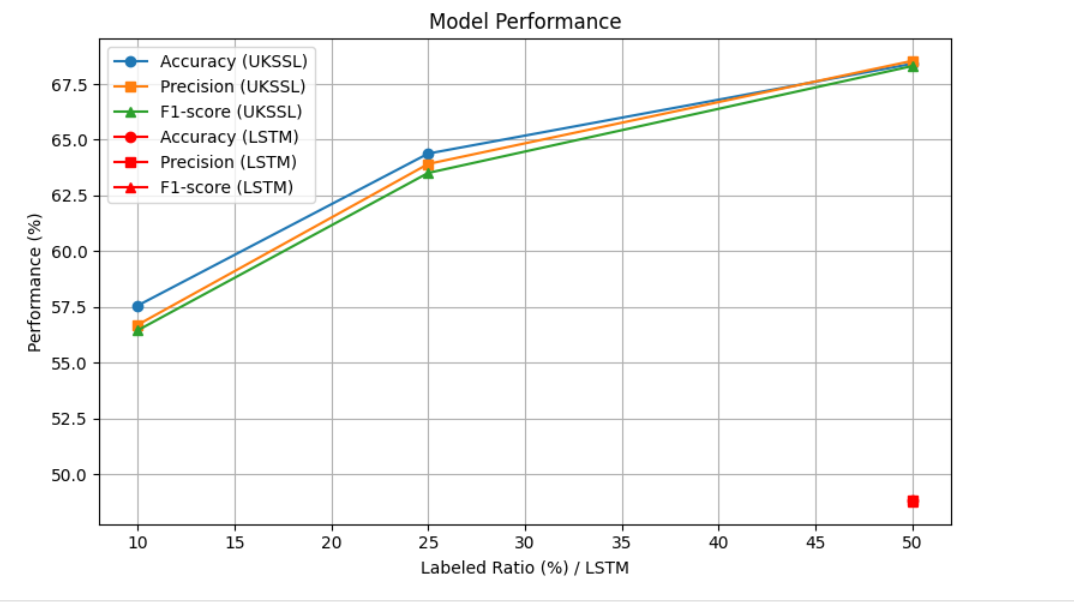 Model Performance
Accuracy (UKSSL)
Precision (UKSSL)
F1-score (UKSSL)
Accuracy (LSTM)
Precision (LSTM)
F1-score (LSTM)
Performance (%)
67.5
65.0
62.5
60.0
57.5
55.0
52.5
50.0
10 15 20 25 30 35 40 45 50
Labeled Ratio (%) / LSTM